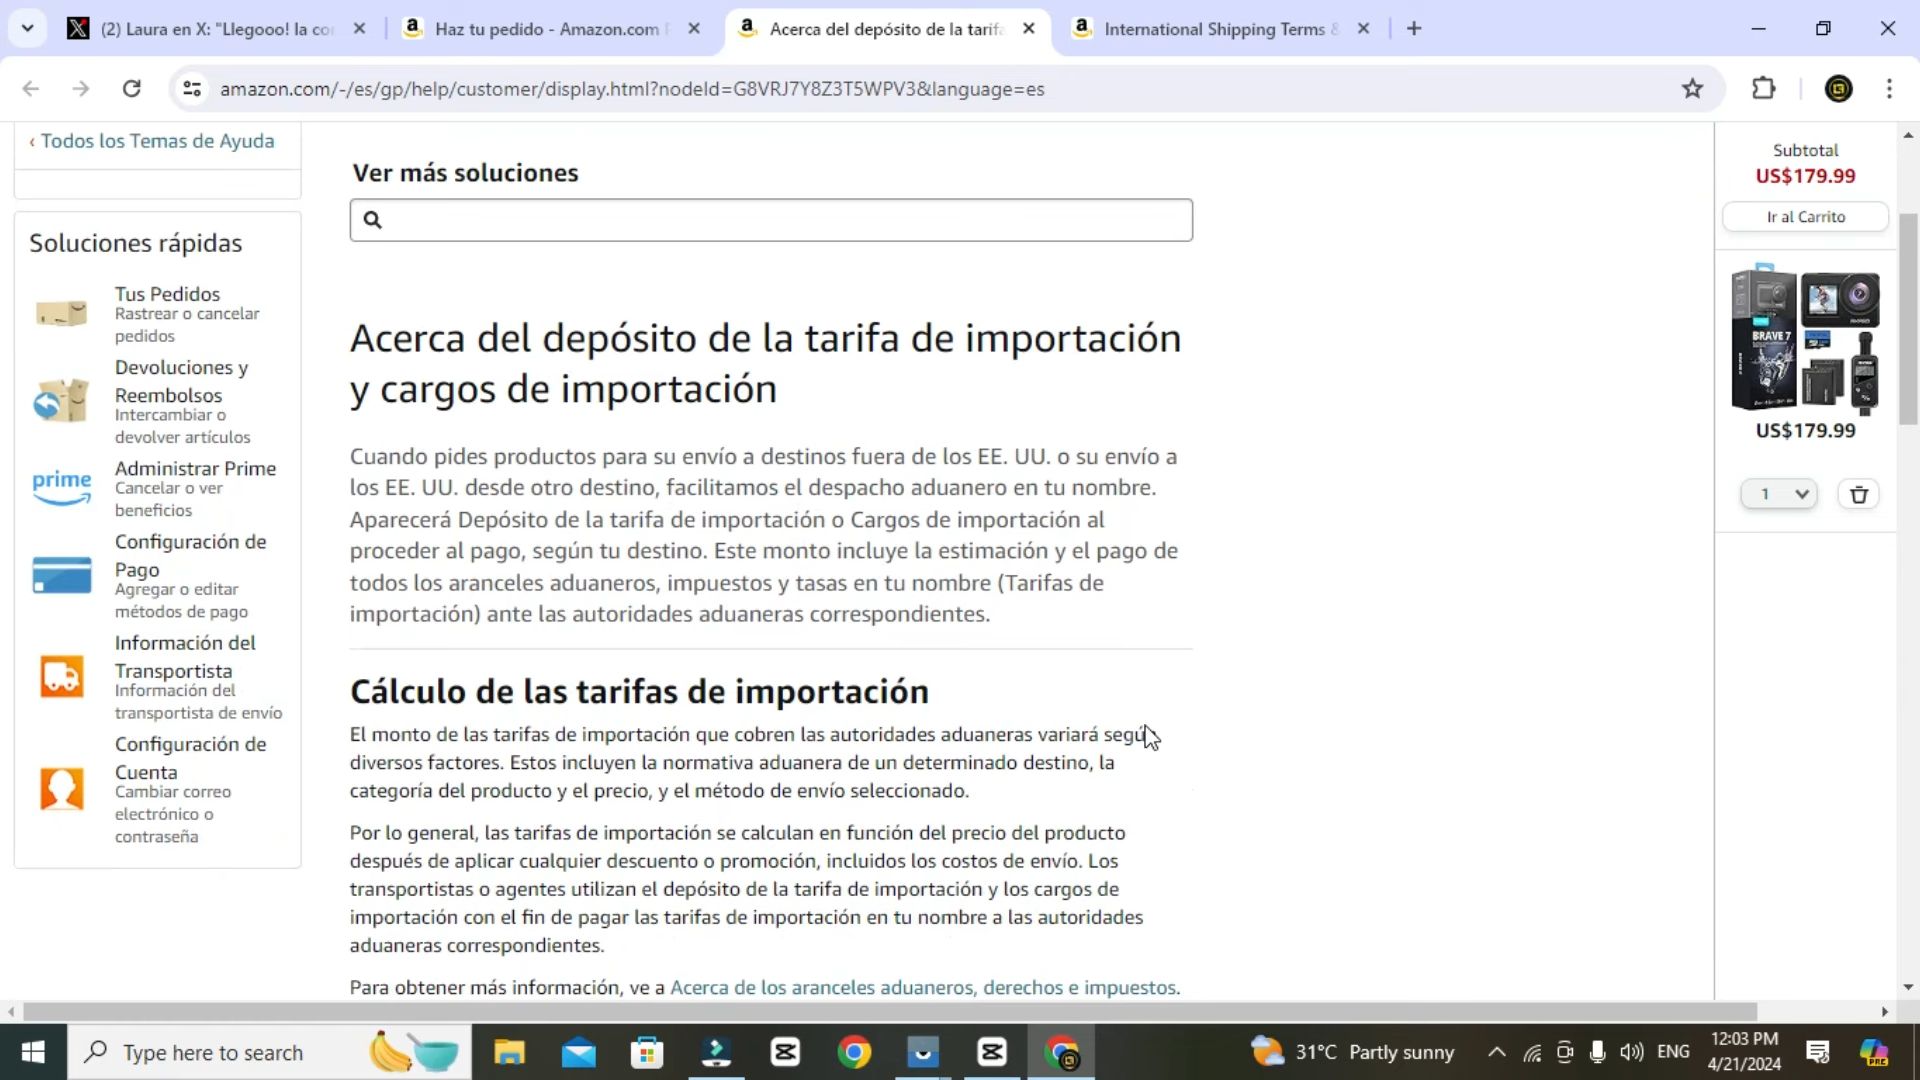 (2) Laura en X: "Llegooo! la co
Haz tu pedido - Amazon.com
Acerca del depósito de la tarifa
International Shipping Terms &
amazon.com/-/es/gp/help/customer/display.html?nodeId=G8VRJ7Y8Z3T5WPV3&language=es
‹ Todos los Temas de Ayuda
Soluciones rápidas
Tus Pedidos
Rastrear o cancelar
pedidos
Devoluciones y
Reembolsos
Intercambiar o
devolver artículos
prime
Administrar Prime
Cancelar o ver
beneficios
Configuración de
Pago
Agregar o editar
métodos de pago
Información del
Transportista
Información del
transportista de envío
Configuración de
Cuenta
Cambiar correo
electrónico o
contraseña
Ver más soluciones
Acerca del depósito de la tarifa de importación
y cargos de importación
Cuando pides productos para su envío a destinos fuera de los EE. UU. o su envío a
los EE. UU. desde otro destino, facilitamos el despacho aduanero en tu nombre.
Aparecerá Depósito de la tarifa de importación o Cargos de importación al
proceder al pago, según tu destino. Este monto incluye la estimación y el pago de
todos los aranceles aduaneros, impuestos y tasas en tu nombre (Tarifas de
importación) ante las autoridades aduaneras correspondientes.
Cálculo de las tarifas de importación
El monto de las tarifas de importación que cobren las autoridades aduaneras variará según
diversos factores. Estos incluyen la normativa aduanera de un determinado destino, la
categoría del producto y el precio, y el método de envío seleccionado.
Por lo general, las tarifas de importación se calculan en función del precio del producto
después de aplicar cualquier descuento o promoción, incluidos los costos de envío. Los
transportistas o agentes utilizan el depósito de la tarifa de importación y los cargos de
importación con el fin de pagar las tarifas de importación en tu nombre a las autoridades
aduaneras correspondientes.
Para obtener más información, ve a Acerca de los aranceles aduaneros, derechos e impuestos.
Subtotal
US$179.99
Ir al Carrito
BRAVE 7
US$179.99
1
Type here to search
31°C Partly sunny
ENG
12:03 PM
4/21/2024
PRE